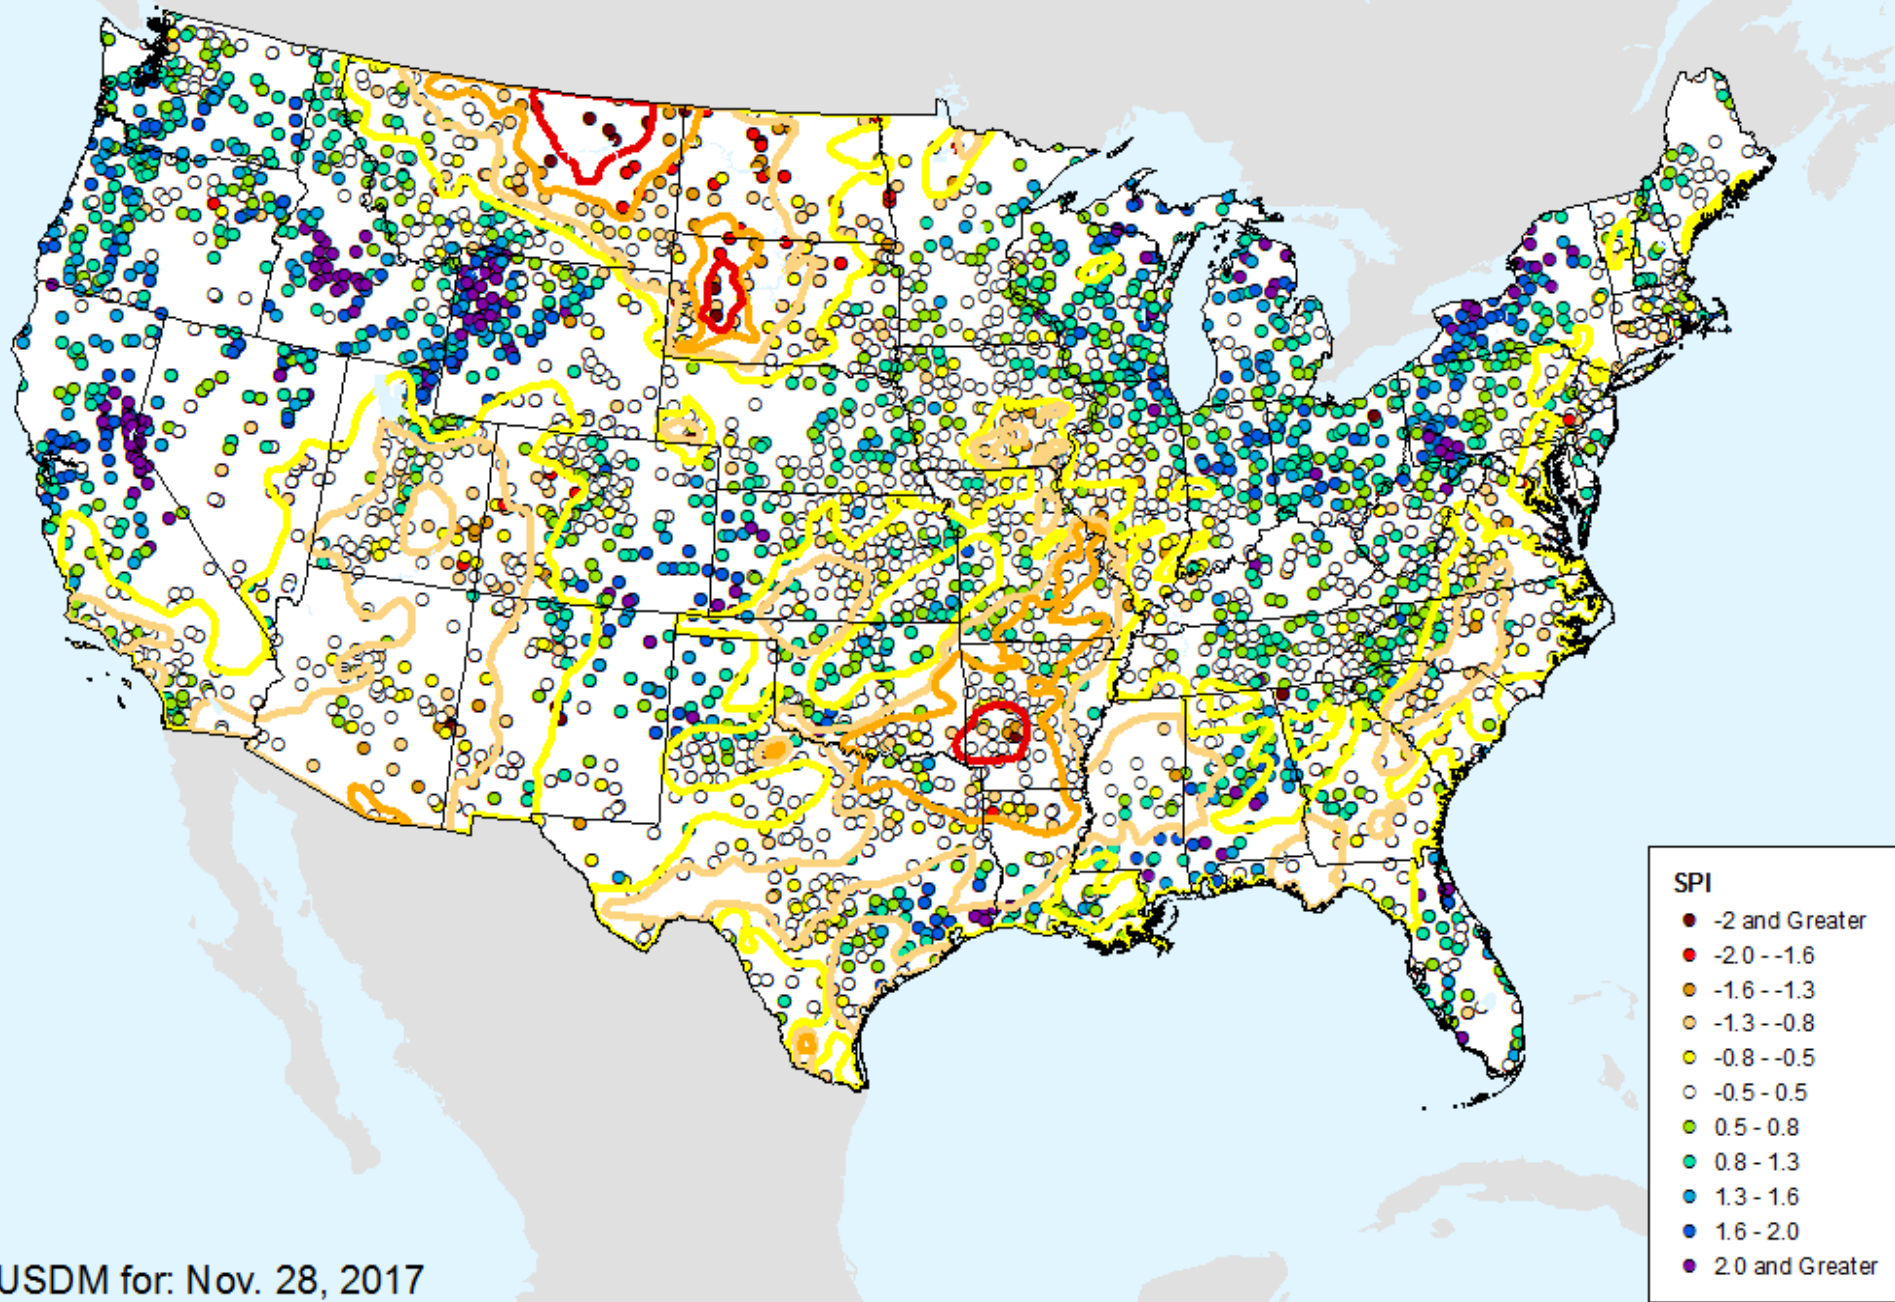 SPI
-2 and Greater
-2.0 - -1.6
-1.6 - -1.3
-1.3 - -0.8
-0.8 - -0.5
-0.5 - 0.5
0.5 - 0.8
0.8 - 1.3
1.3 - 1.6
1.6 - 2.0
2.0 and Greater
USDM for: Nov. 28, 2017